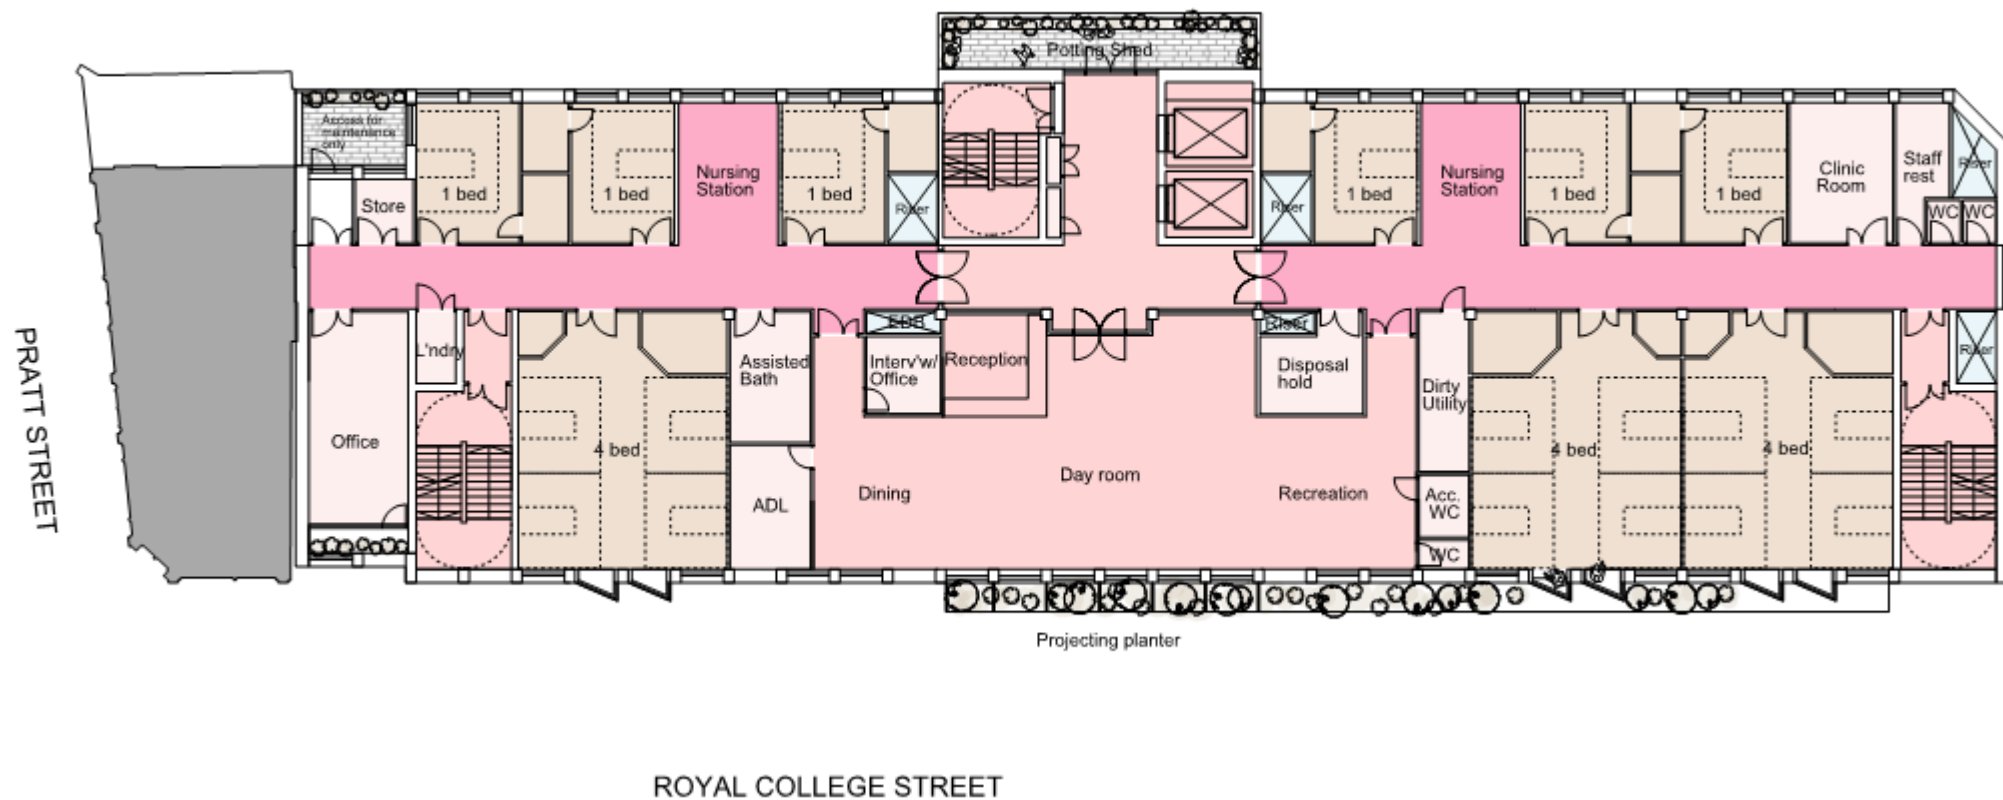 Potting Shed
Access for
maintenance
only
Store
1 bed
1 bed
Nursing
Station
1 bed
Riser
Riser
1 bed
Nursing
Station
1 bed
1 bed
Clinic
Room
Staff
rest
Riser
WC
WC
L'ndry
Office
4 bed
Assisted
Bath
ADL
EDB
Interv'w/
Office
Reception
Dining
Day room
Recreation
Riser
Disposal
hold
Dirty
Utility
Acc.
WC
WC
4 bed
4 bed
Riser
Projecting planter
PRATT STREET
ROYAL COLLEGE STREET